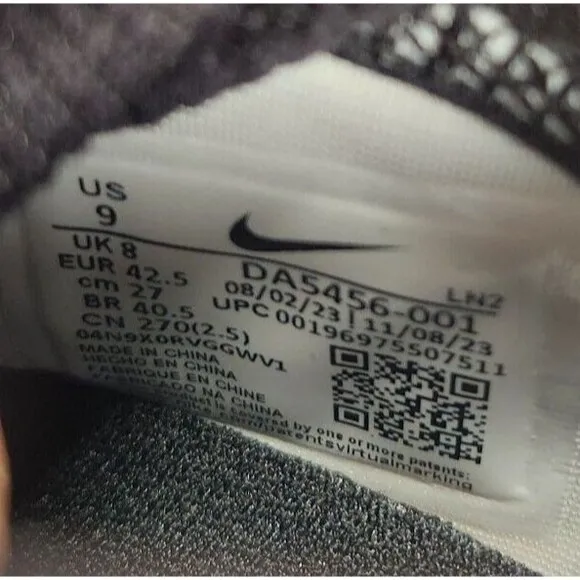 US
9
UK 8
EUR 42.5
cm 27
BR 40.5
CN 270(2.5)
04N9X0RVGGWV1
MADE IN CHINA
HECHO EN CHINA
FABRIQUE EN CHINE
FABRICADO NA CHINA
LN2
DA5456-001
08/02/23 | 11/08/23
UPC 00196975507511
is covered by one or more patents: